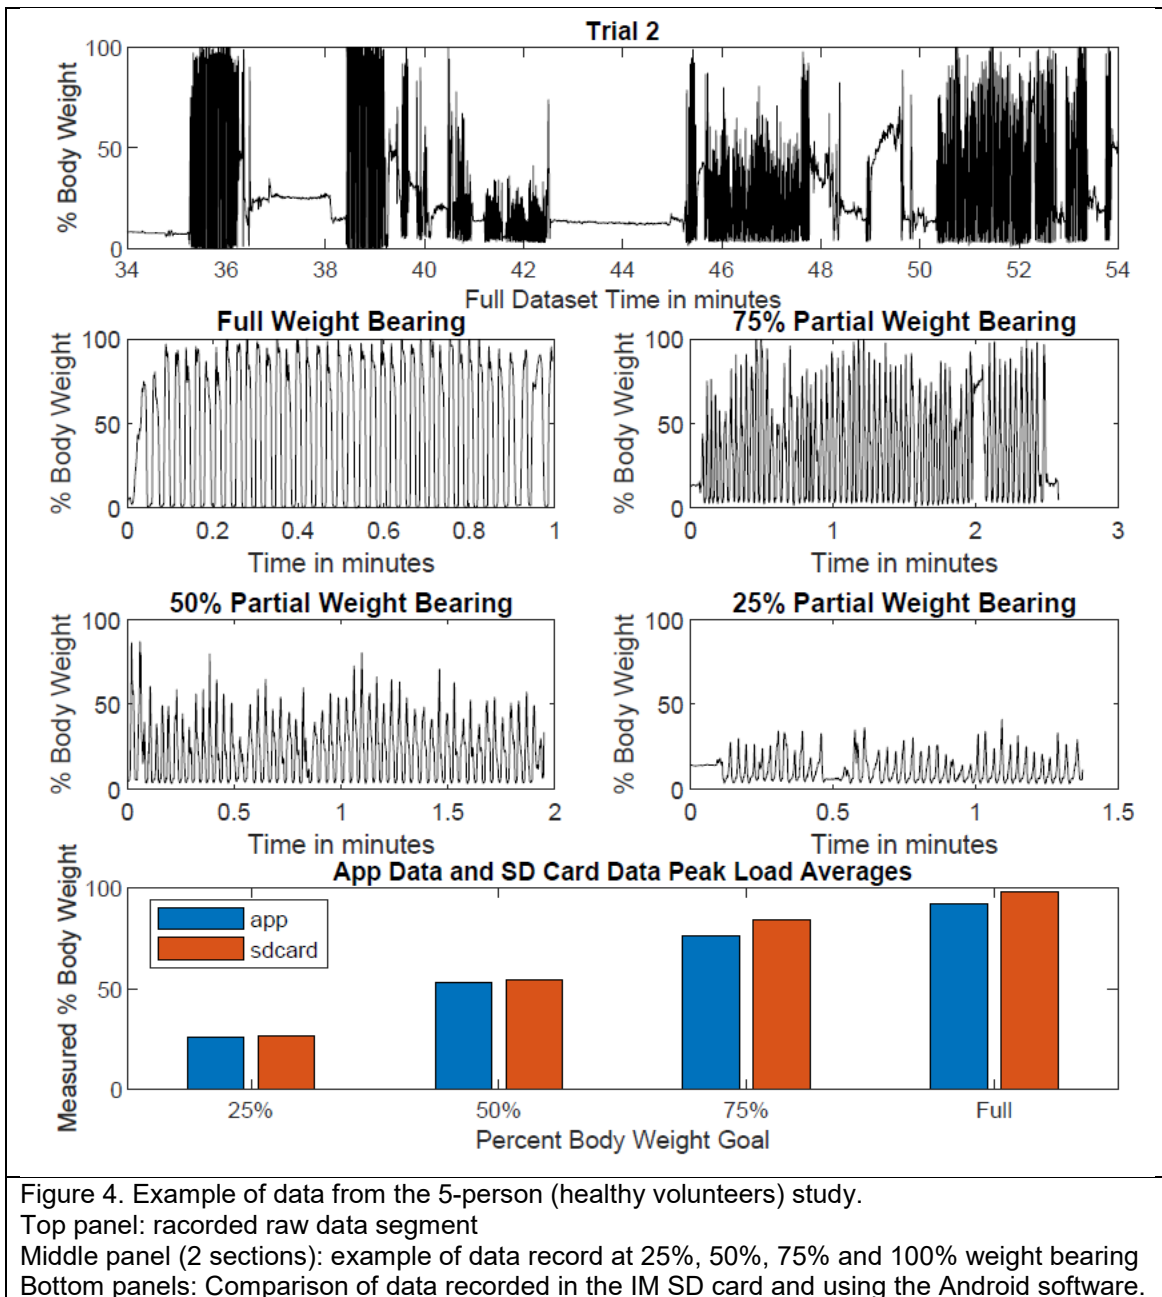 Trial 2
100
50
0
% Body Weight
34 36 38 40 42 44 46 48 50 52 54
Full Dataset Time in minutes
Full Weight Bearing
100
50
0
% Body Weight
0 0.2 0.4 0.6 0.8 1
Time in minutes
75% Partial Weight Bearing
100
50
0
% Body Weight
0 1 2 3
Time in minutes
50% Partial Weight Bearing
100
50
0
% Body Weight
0 0.5 1 1.5 2
Time in minutes
25% Partial Weight Bearing
100
50
0
% Body Weight
0 0.5 1 1.5
Time in minutes
App Data and SD Card Data Peak Load Averages
100
50
0
Measured % Body Weight
app
sdcard
25% 50% 75% Full
Percent Body Weight Goal
Figure 4. Example of data from the 5-person (healthy volunteers) study.
Top panel: racorded raw data segment
Middle panel (2 sections): example of data record at 25%, 50%, 75% and 100% weight bearing
Bottom panels: Comparison of data recorded in the IM SD card and using the Android software.